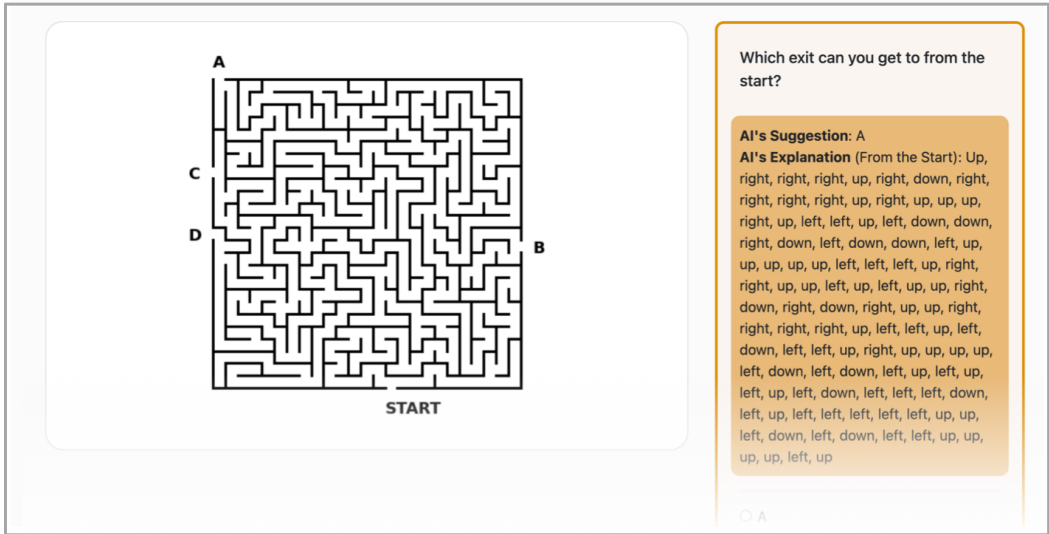 A
C
D
B
START
Which exit can you get to from the
start?
AI's Suggestion: A
AI's Explanation (From the Start): Up,
right, right, right, up, right, down, right,
right, right, right, up, right, up, up, up,
right, up, left, left, up, left, down, down,
right, down, left, down, down, left, up,
up, up, up, up, left, left, left, up, right,
right, up, up, left, up, left, up, up, right,
down, right, down, right, up, up, right,
right, right, right, up, left, left, up, left,
down, left, left, up, right, up, up, up, up,
left, down, left, down, left, up, left, up,
left, up, left, down, left, left, left, down,
left, up, left, left, left, left, left, up, up,
left, down, left, down, left, left, up, up,
up, up, left, up
A